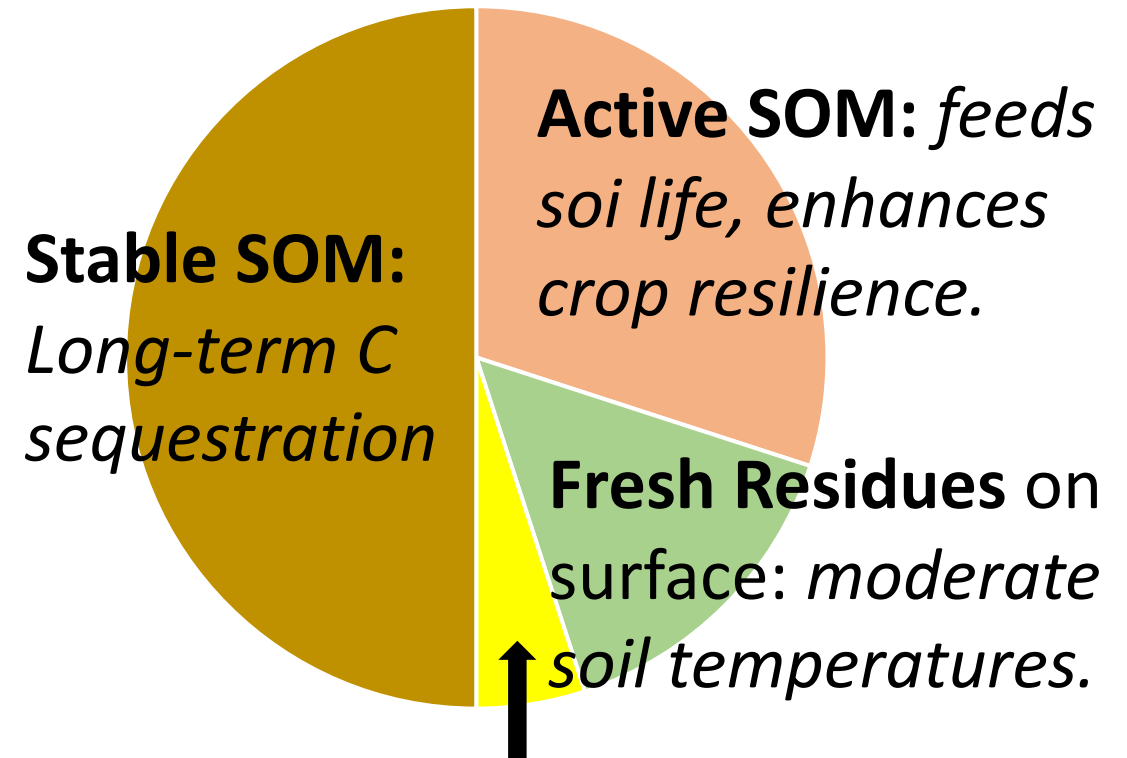 Active SOM: feeds
soi life, enhances
crop resilience.
Stable SOM:
Long-term C
sequestration
Fresh Residues on
surface: moderate
soil temperatures.